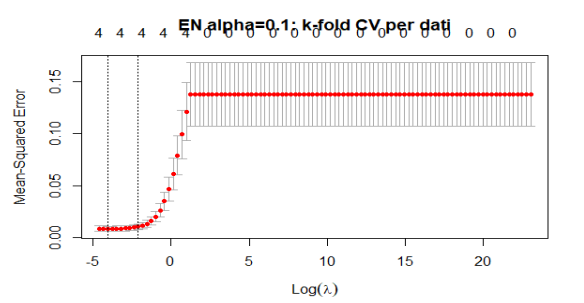 EN alpha=0.1: k-fold CV per dati
4 4 4 4 4 0 0 0 0 0 0 0 0 0 0 0 0 0
Mean-Squared Error
0.15
0.10
0.05
0.00
-5 0 5 10 15 20
Log(λ)